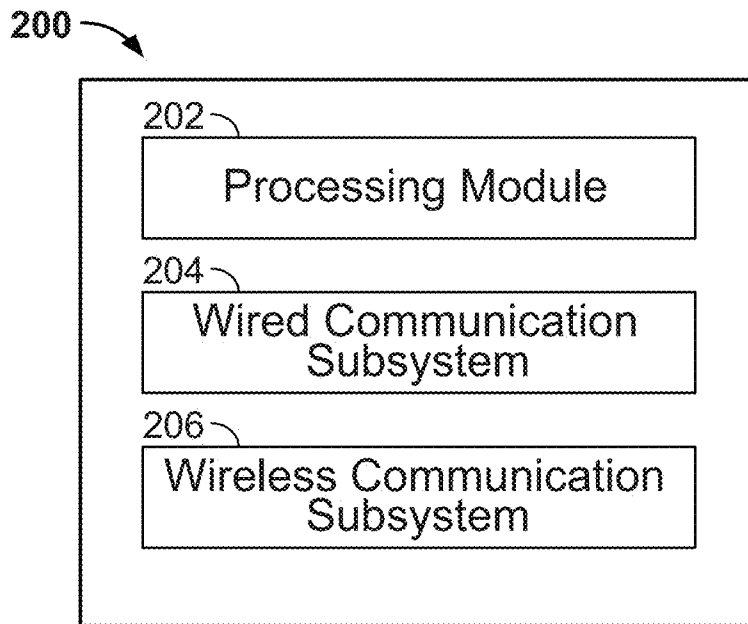 200
202
Processing Module
204
Wired Communication
Subsystem
206
Wireless Communication
Subsystem